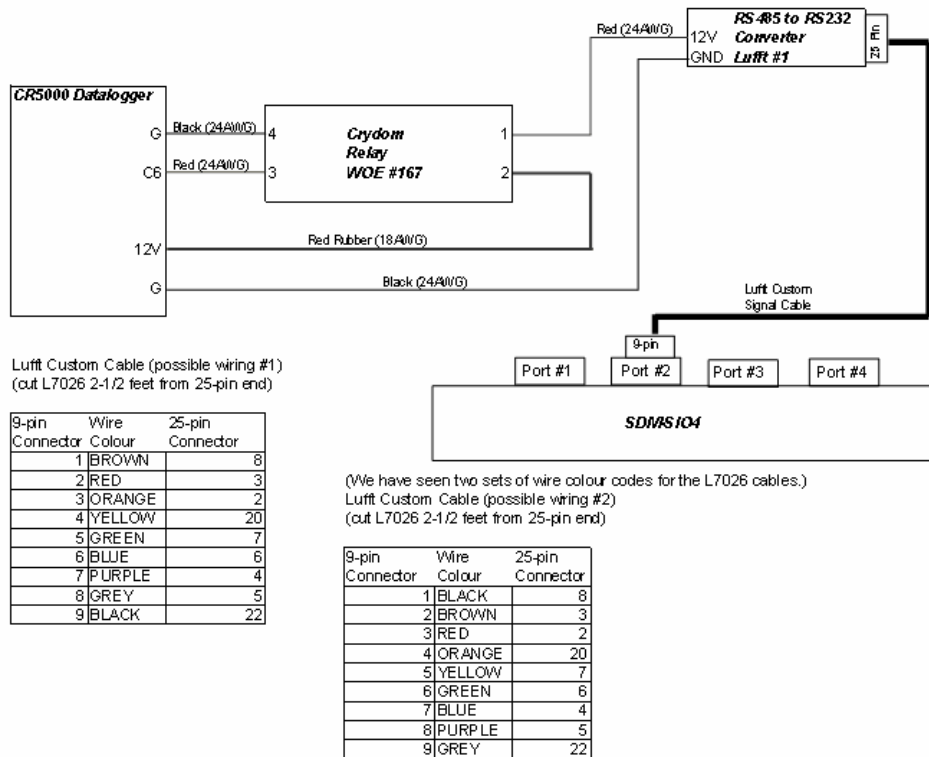 RS485 to RS232
Converter
Lufft #1
12V
GND
25 Pin
Red (24AWG)
CR5000 Datalogger
G
C6
12V
G
Black (24AWG)
Red (24AWG)
4
3
Crydom
Relay
WOE #167
1
2
Red Rubber (18AWG)
Black (24AWG)
Lufft Custom
Signal Cable
9-pin
Port #1
Port #2
Port #3
Port #4
SDMSIO4
Lufft Custom Cable (possible wiring #1)
(cut L7026 2-1/2 feet from 25-pin end)
9-pin Connector Wire Colour 25-pin Connector
1 BROWN 8
2 RED 3
3 ORANGE 2
4 YELLOW 20
5 GREEN 7
6 BLUE 6
7 PURPLE 4
8 GREY 5
9 BLACK 22
(We have seen two sets of wire colour codes for the L7026 cables.)
Lufft Custom Cable (possible wiring #2)
(cut L7026 2-1/2 feet from 25-pin end)
9-pin Connector Wire Colour 25-pin Connector
1 BLACK 8
2 BROWN 3
3 RED 2
4 ORANGE 20
5 YELLOW 7
6 GREEN 6
7 BLUE 4
8 PURPLE 5
9 GREY 22